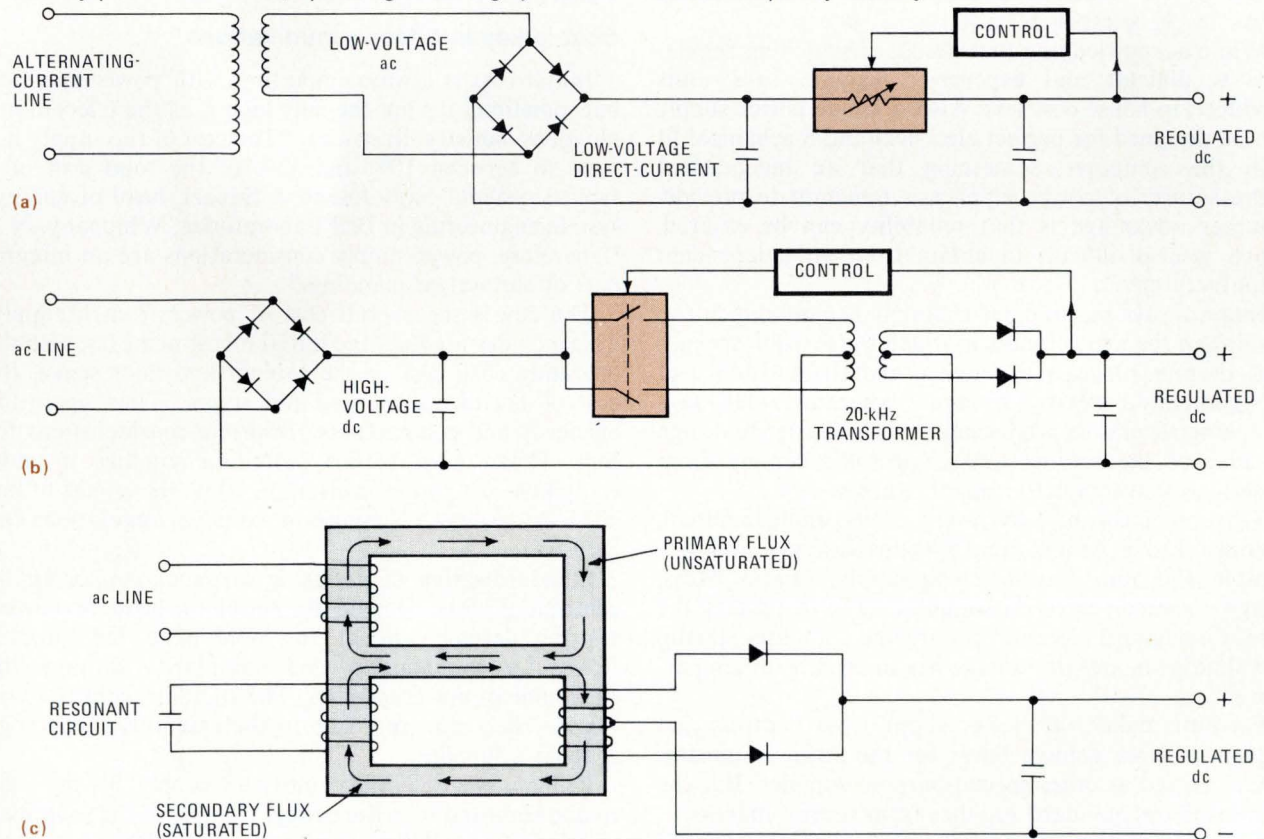 CONTROL
ALTERNATING-
CURRENT
LINE
LOW-VOLTAGE
ac
+
REGULATED
dc
LOW-VOLTAGE
DIRECT-CURRENT
−
(a)
CONTROL
ac LINE
+
HIGH-
VOLTAGE
dc
20-kHz
TRANSFORMER
REGULATED
dc
−
(b)
PRIMARY FLUX
(UNSATURATED)
ac LINE
+
RESONANT
CIRCUIT
REGULATED
dc
SECONDARY FLUX
(SATURATED)
−
(c)